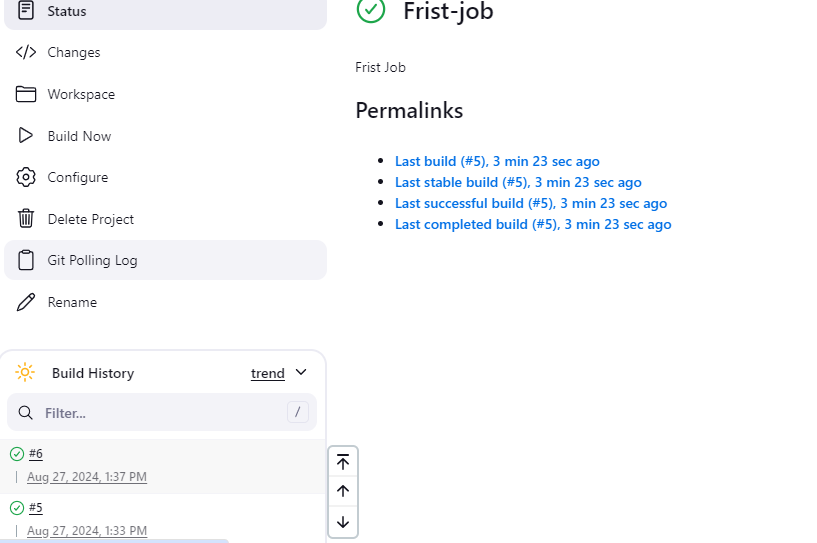 Status
Changes
Workspace
Build Now
Configure
Delete Project
Git Polling Log
Rename
Build History
trend
Filter...
/
#6
Aug 27, 2024, 1:37 PM
#5
Aug 27, 2024, 1:33 PM
Frist-job
Frist Job
Permalinks
Last build (#5), 3 min 23 sec ago
Last stable build (#5), 3 min 23 sec ago
Last successful build (#5), 3 min 23 sec ago
Last completed build (#5), 3 min 23 sec ago